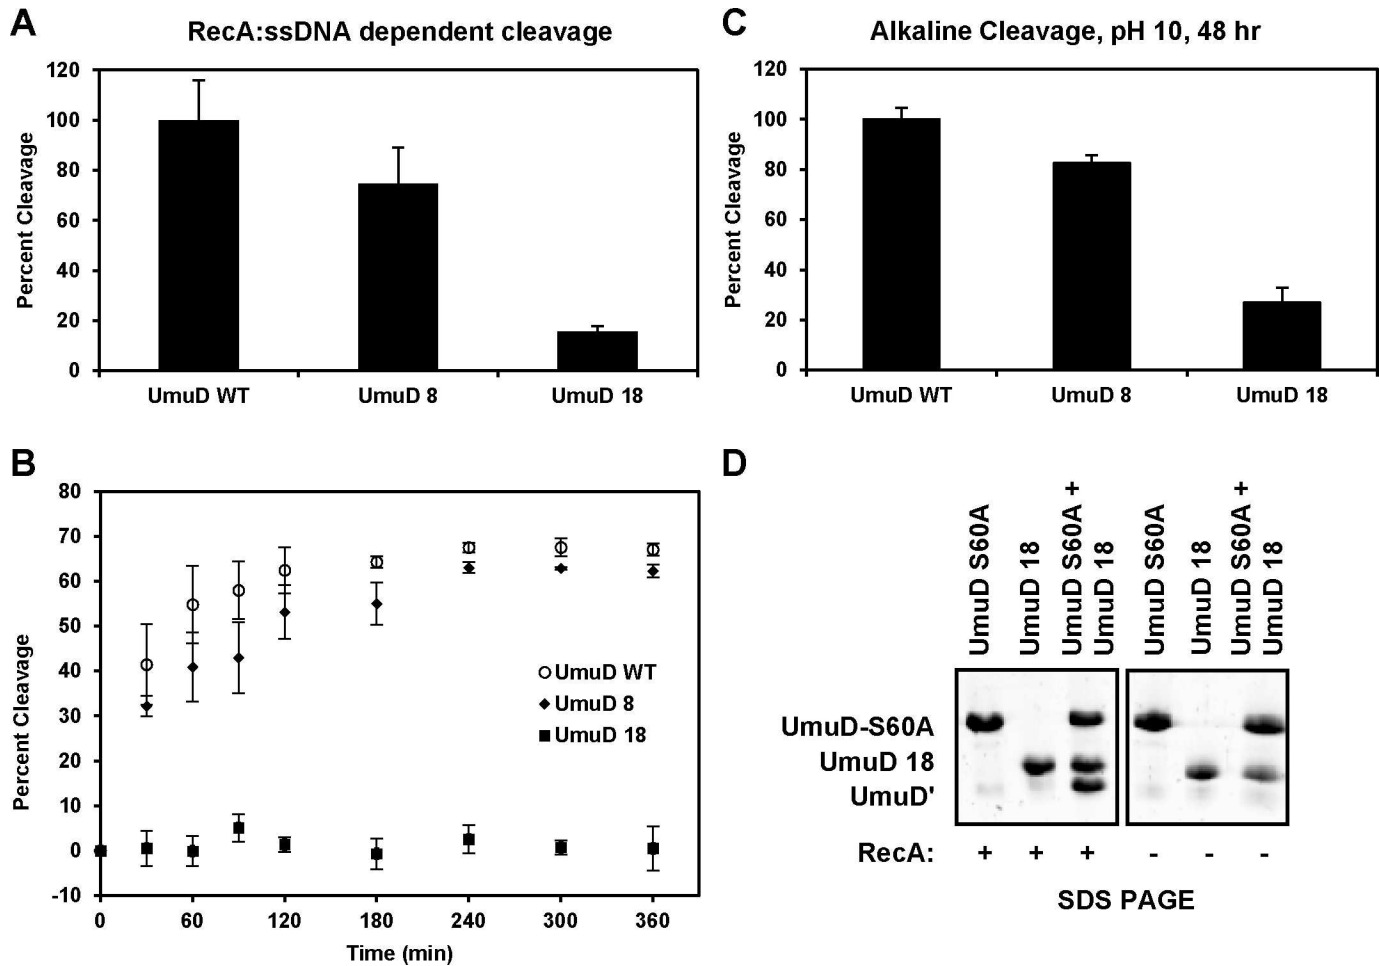 A
RecA:ssDNA dependent cleavage
Percent Cleavage
120
100
80
60
40
20
0
UmuD WT
UmuD 8
UmuD 18
C
Alkaline Cleavage, pH 10, 48 hr
Percent Cleavage
120
100
80
60
40
20
0
UmuD WT
UmuD 8
UmuD 18
B
Percent Cleavage
80
70
60
50
40
30
20
10
0
-10
0
60
120
180
240
300
360
Time (min)
UmuD WT
UmuD 8
UmuD 18
D
UmuD S60A
UmuD 18
UmuD S60A +
UmuD 18
UmuD S60A
UmuD 18
UmuD S60A +
UmuD 18
UmuD-S60A
UmuD 18
UmuD'
RecA: + + + - - -
SDS PAGE